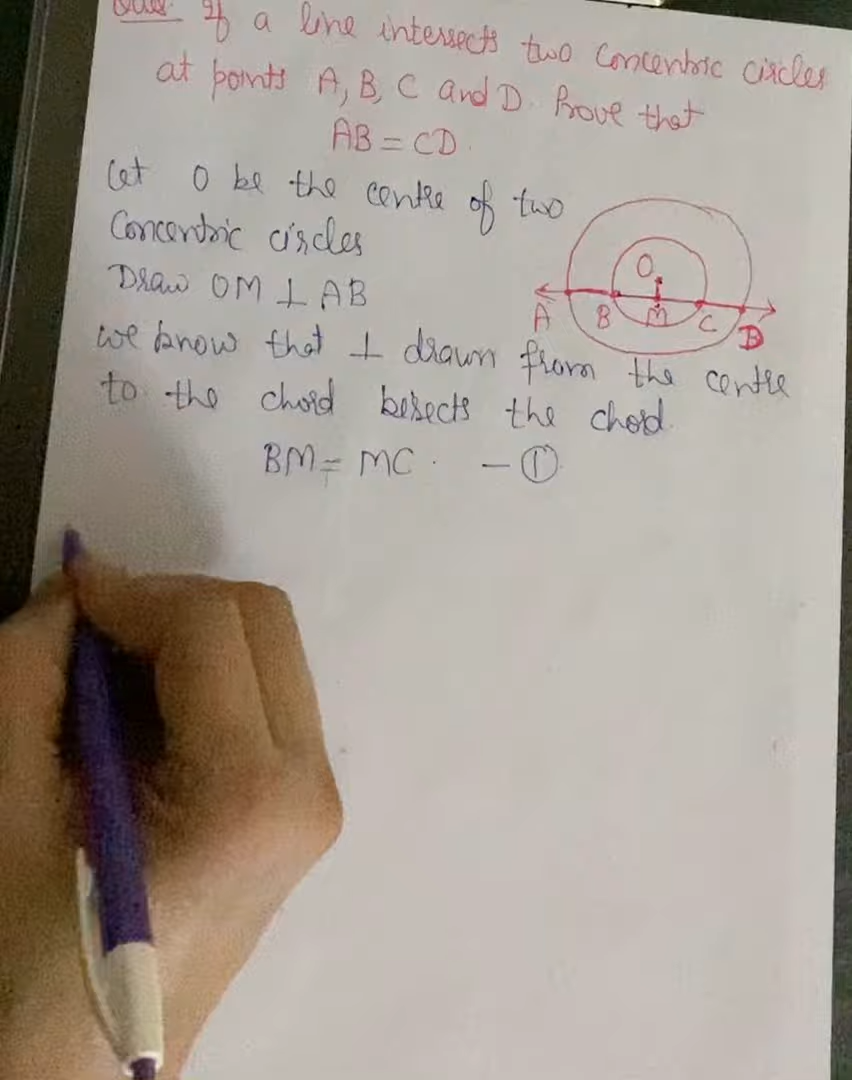 Ques If a line intersects two concentric circles
at points A, B, C and D. Prove that
AB = CD.
Let O be the centre of two
Concentric circles
Draw OM ⊥ AB
we know that ⊥ drawn from the centre
to the chord besects the chord.
BM = MC. — ①
O
A B M C D